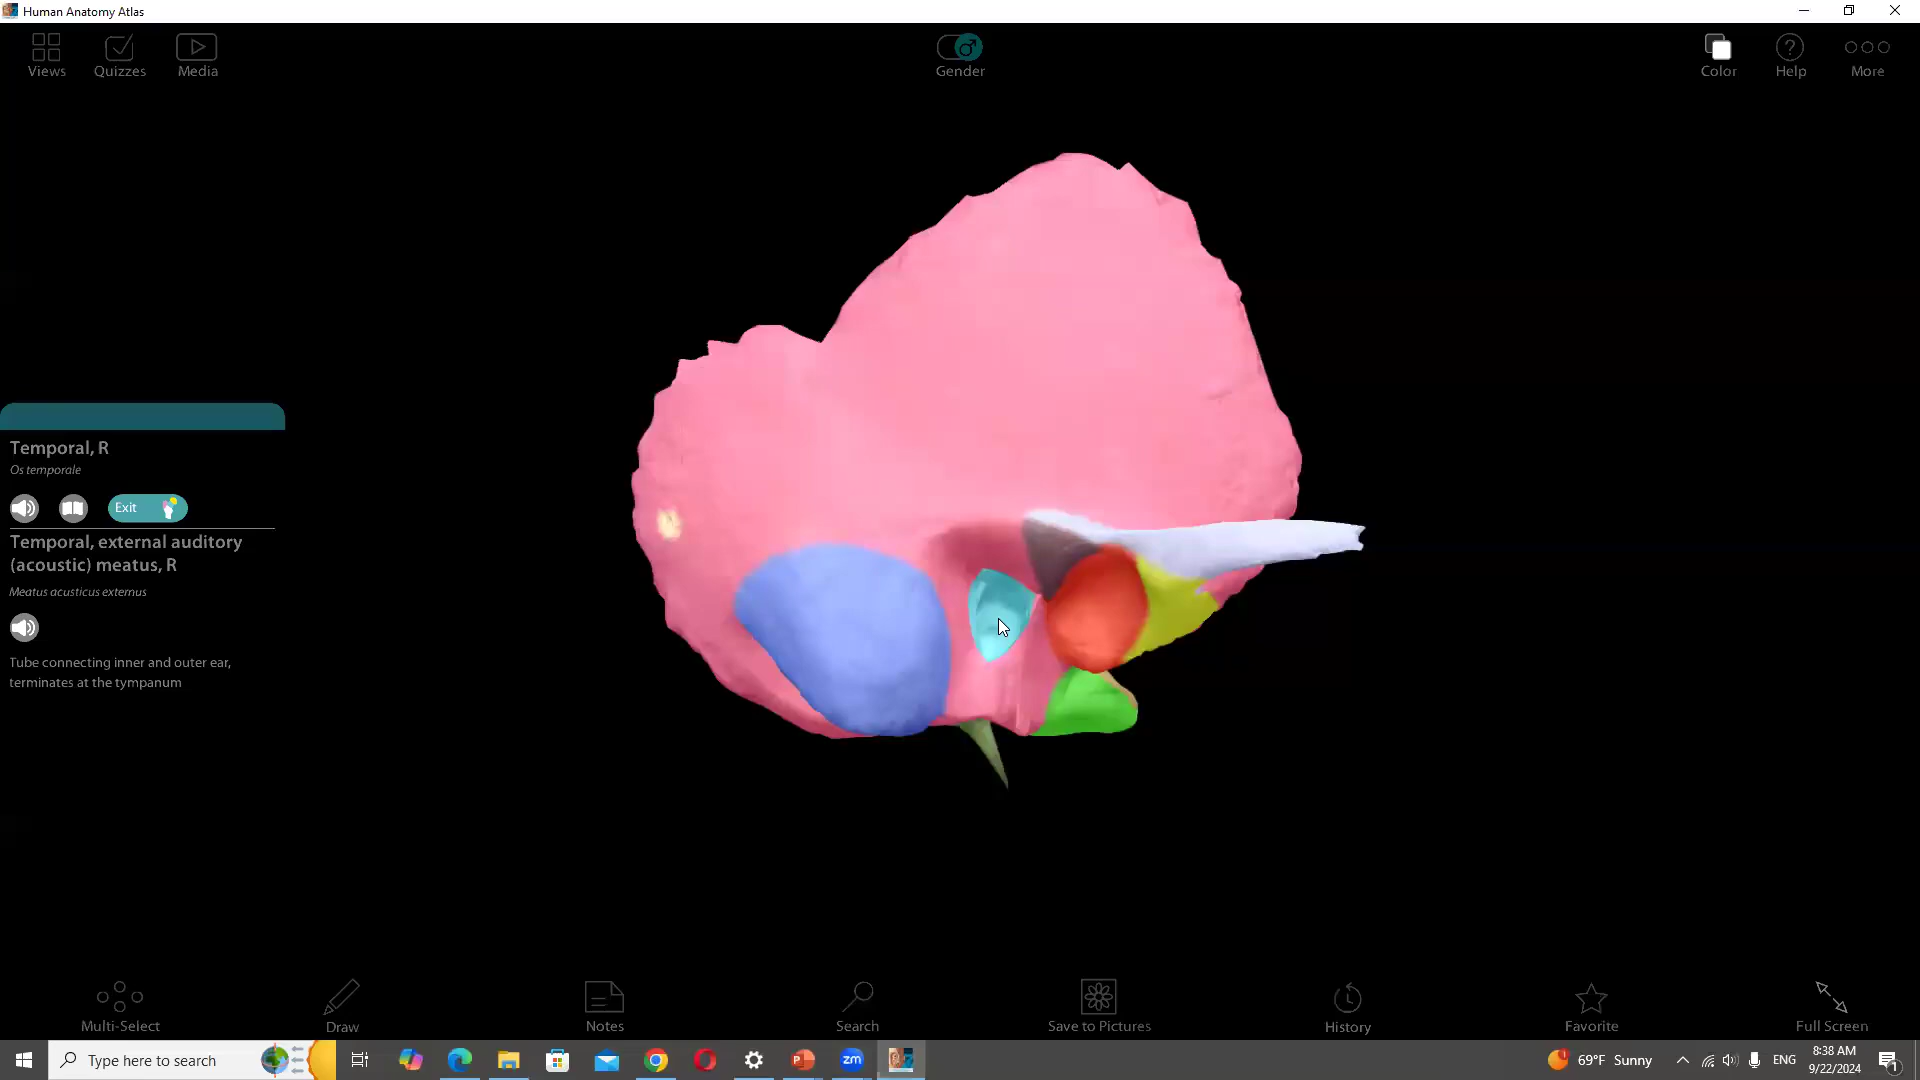 Human Anatomy Atlas
Views
Quizzes
Media
Gender
Color
Help
More
Temporal, R
Os temporale
Exit
Temporal, external auditory
(acoustic) meatus, R
Meatus acusticus externus
Tube connecting inner and outer ear,
terminates at the tympanum
Multi-Select
Draw
Notes
Search
Save to Pictures
History
Favorite
Full Screen
Type here to search
P
zm
69°F Sunny
ENG
8:38 AM
9/22/2024
1